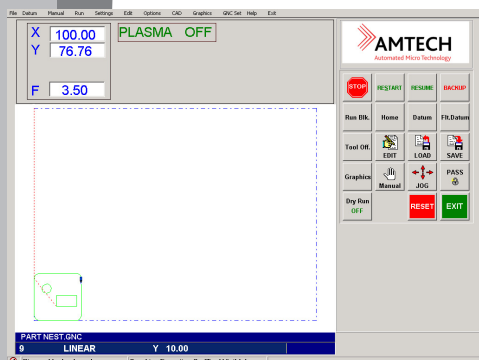 File Datum Manual Run Settings Edit Options CAD Graphics GNC Set Help Exit
X 100.00 PLASMA OFF
Y 76.76
F 3.50
AMTECH
Automated Micro Technology
STOP RESTART RESUME BACKUP
Run Blk. Home Datum Flt.Datum
Tool Off. EDIT LOAD SAVE
Graphics Manual JOG PASS
Dry Run OFF RESET EXIT
PART NEST.GNC
9 LINEAR Y 10.00